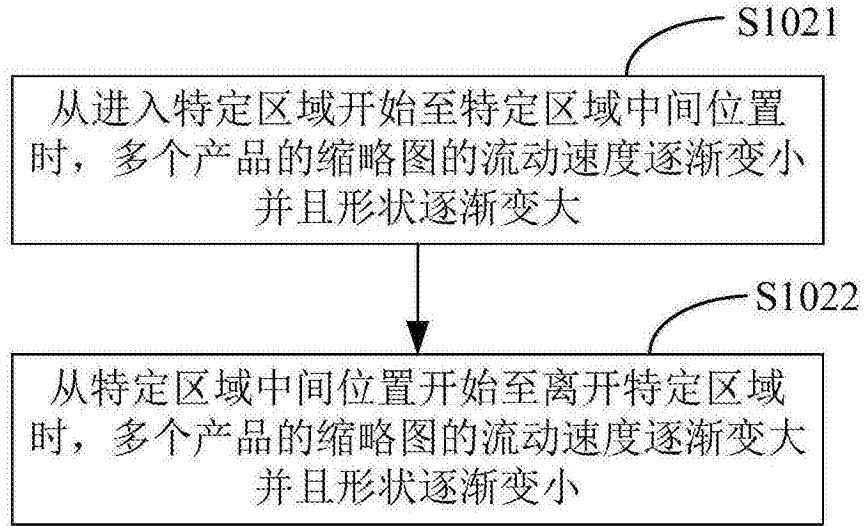 S1021
从进入特定区域开始至特定区域中间位置
时，多个产品的缩略图的流动速度逐渐变小
并且形状逐渐变大
S1022
从特定区域中间位置开始至离开特定区域
时，多个产品的缩略图的流动速度逐渐变大
并且形状逐渐变小